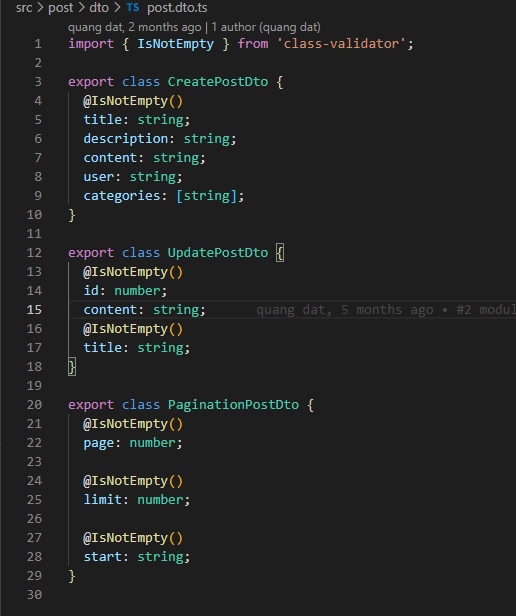 src > post > dto > TS post.dto.ts
quang dat, 2 months ago | 1 author (quang dat)
1 import { IsNotEmpty } from 'class-validator';
2
3 export class CreatePostDto {
4 @IsNotEmpty()
5 title: string;
6 description: string;
7 content: string;
8 user: string;
9 categories: [string];
10 }
11
12 export class UpdatePostDto {
13 @IsNotEmpty()
14 id: number;
15 content: string; quang dat, 5 months ago • #2 modul
16 @IsNotEmpty()
17 title: string;
18 }
19
20 export class PaginationPostDto {
21 @IsNotEmpty()
22 page: number;
23
24 @IsNotEmpty()
25 limit: number;
26
27 @IsNotEmpty()
28 start: string;
29 }
30